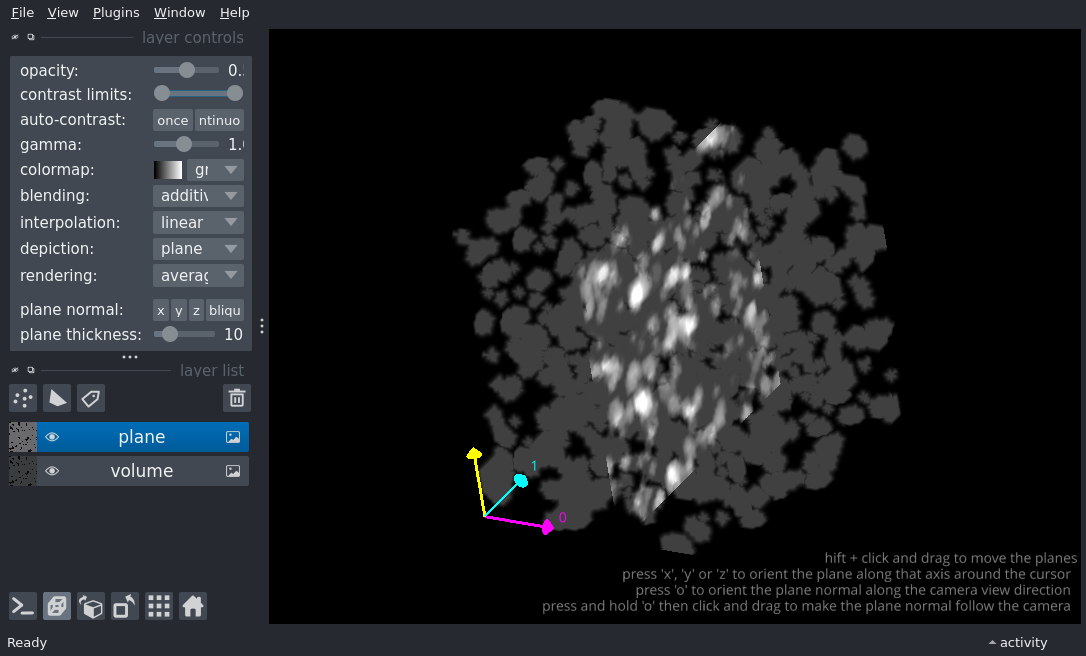 File View Plugins Window Help
layer controls
opacity: 0.
contrast limits:
auto-contrast: once ntinuo
gamma: 1.
colormap: gr
blending: additiv
interpolation: linear
depiction: plane
rendering: averag
plane normal: x y z bliqu
plane thickness: 10
layer list
plane
volume
1
0
hift + click and drag to move the planes
press 'x', 'y' or 'z' to orient the plane along that axis around the cursor
press 'o' to orient the plane normal along the camera view direction
press and hold 'o' then click and drag to make the plane normal follow the camera
Ready activity